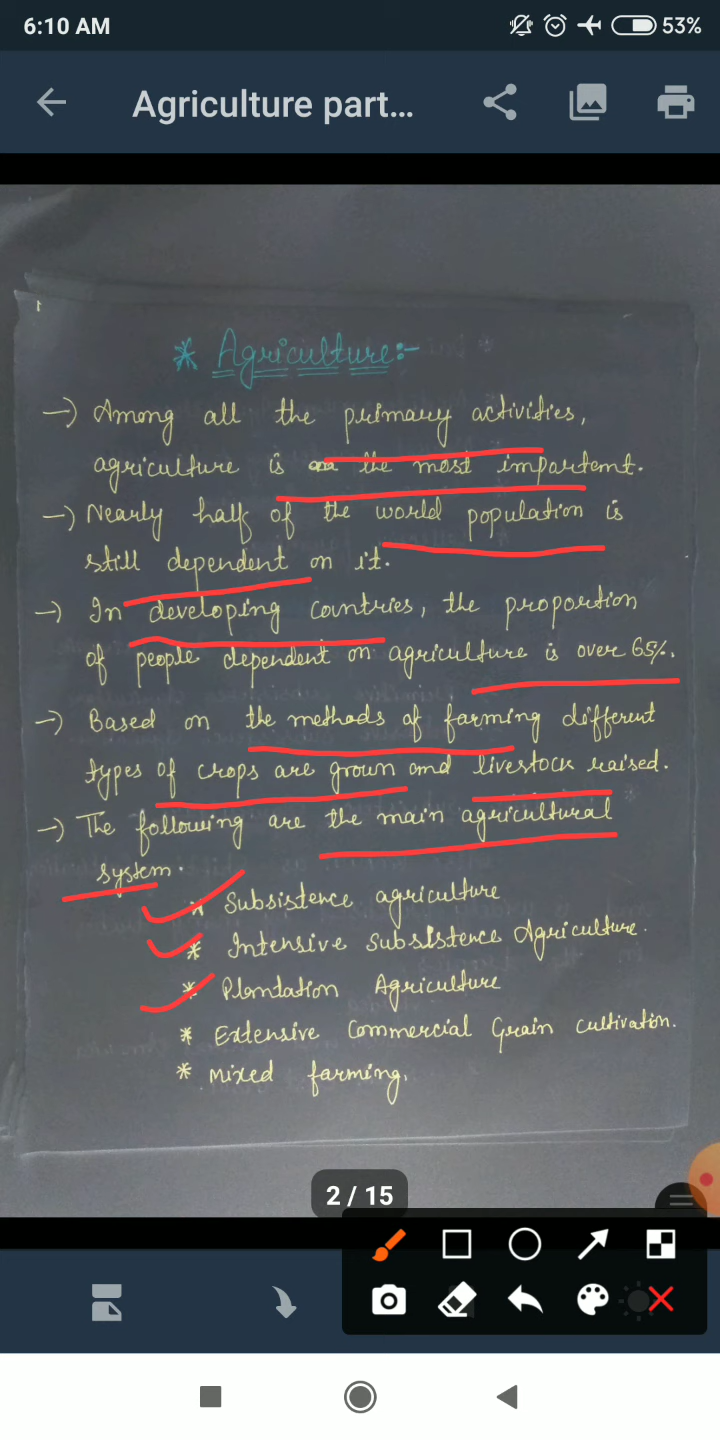 6:10 AM
53%
Agriculture part...
* Agriculture:-
→ Among all the primary activities,
agriculture is the most importemt.
→ Nearly half of the world population is
still dependent on it.
→ In developing countries, the proportion
of people dependent on agriculture is over 65%.
→ Based on the methods of farming different
types of crops are grown and livestock raised.
→ The following are the main agricultural
system.
* Subsistence agriculture
* Intensive Subsistence Agriculture.
* Plantation Agriculture
* Extensive Commercial Grain cultivation.
* Mixed farming.
2 / 15